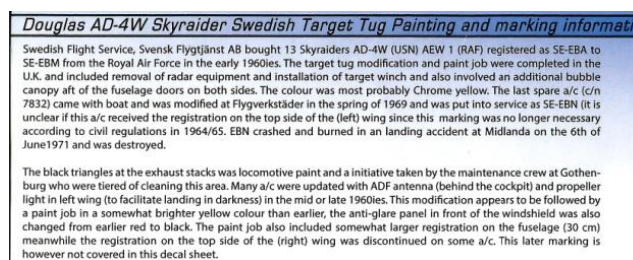 Douglas AD-4W Skyraider Swedish Target Tug Painting and marking informati
Swedish Flight Service, Svensk Flygtjänst AB bought 13 Skyraiders AD-4W (USN) AEW 1 (RAF) registered as SE-EBA to
SE-EBM from the Royal Air Force in the early 1960ies. The target tug modification and paint job were completed in the
U.K. and included removal of radar equipment and installation of target winch and also involved an additional bubble
canopy aft of the fuselage doors on both sides. The colour was most probably Chrome yellow. The last spare a/c (c/n
7832) came with boat and was modified at Flygverkstäder in the spring of 1969 and was put into service as SE-EBN (it is
unclear if this a/c received the registration on the top side of the (left) wing since this marking was no longer necessary
according to civil regulations in 1964/65. EBN crashed and burned in an landing accident at Midlanda on the 6th of
June1971 and was destroyed.
The black triangles at the exhaust stacks was locomotive paint and a initiative taken by the maintenance crew at Gothen-
burg who were tiered of cleaning this area. Many a/c were updated with ADF antenna (behind the cockpit) and propeller
light in left wing (to facilitate landing in darkness) in the mid or late 1960ies. This modification appears to be followed by
a paint job in a somewhat brighter yellow colour than earlier, the anti-glare panel in front of the windshield was also
changed from earlier red to black. The paint job also included somewhat larger registration on the fuselage (30 cm)
meanwhile the registration on the top side of the (right) wing was discontinued on some a/c. This later marking is
however not covered in this decal sheet.